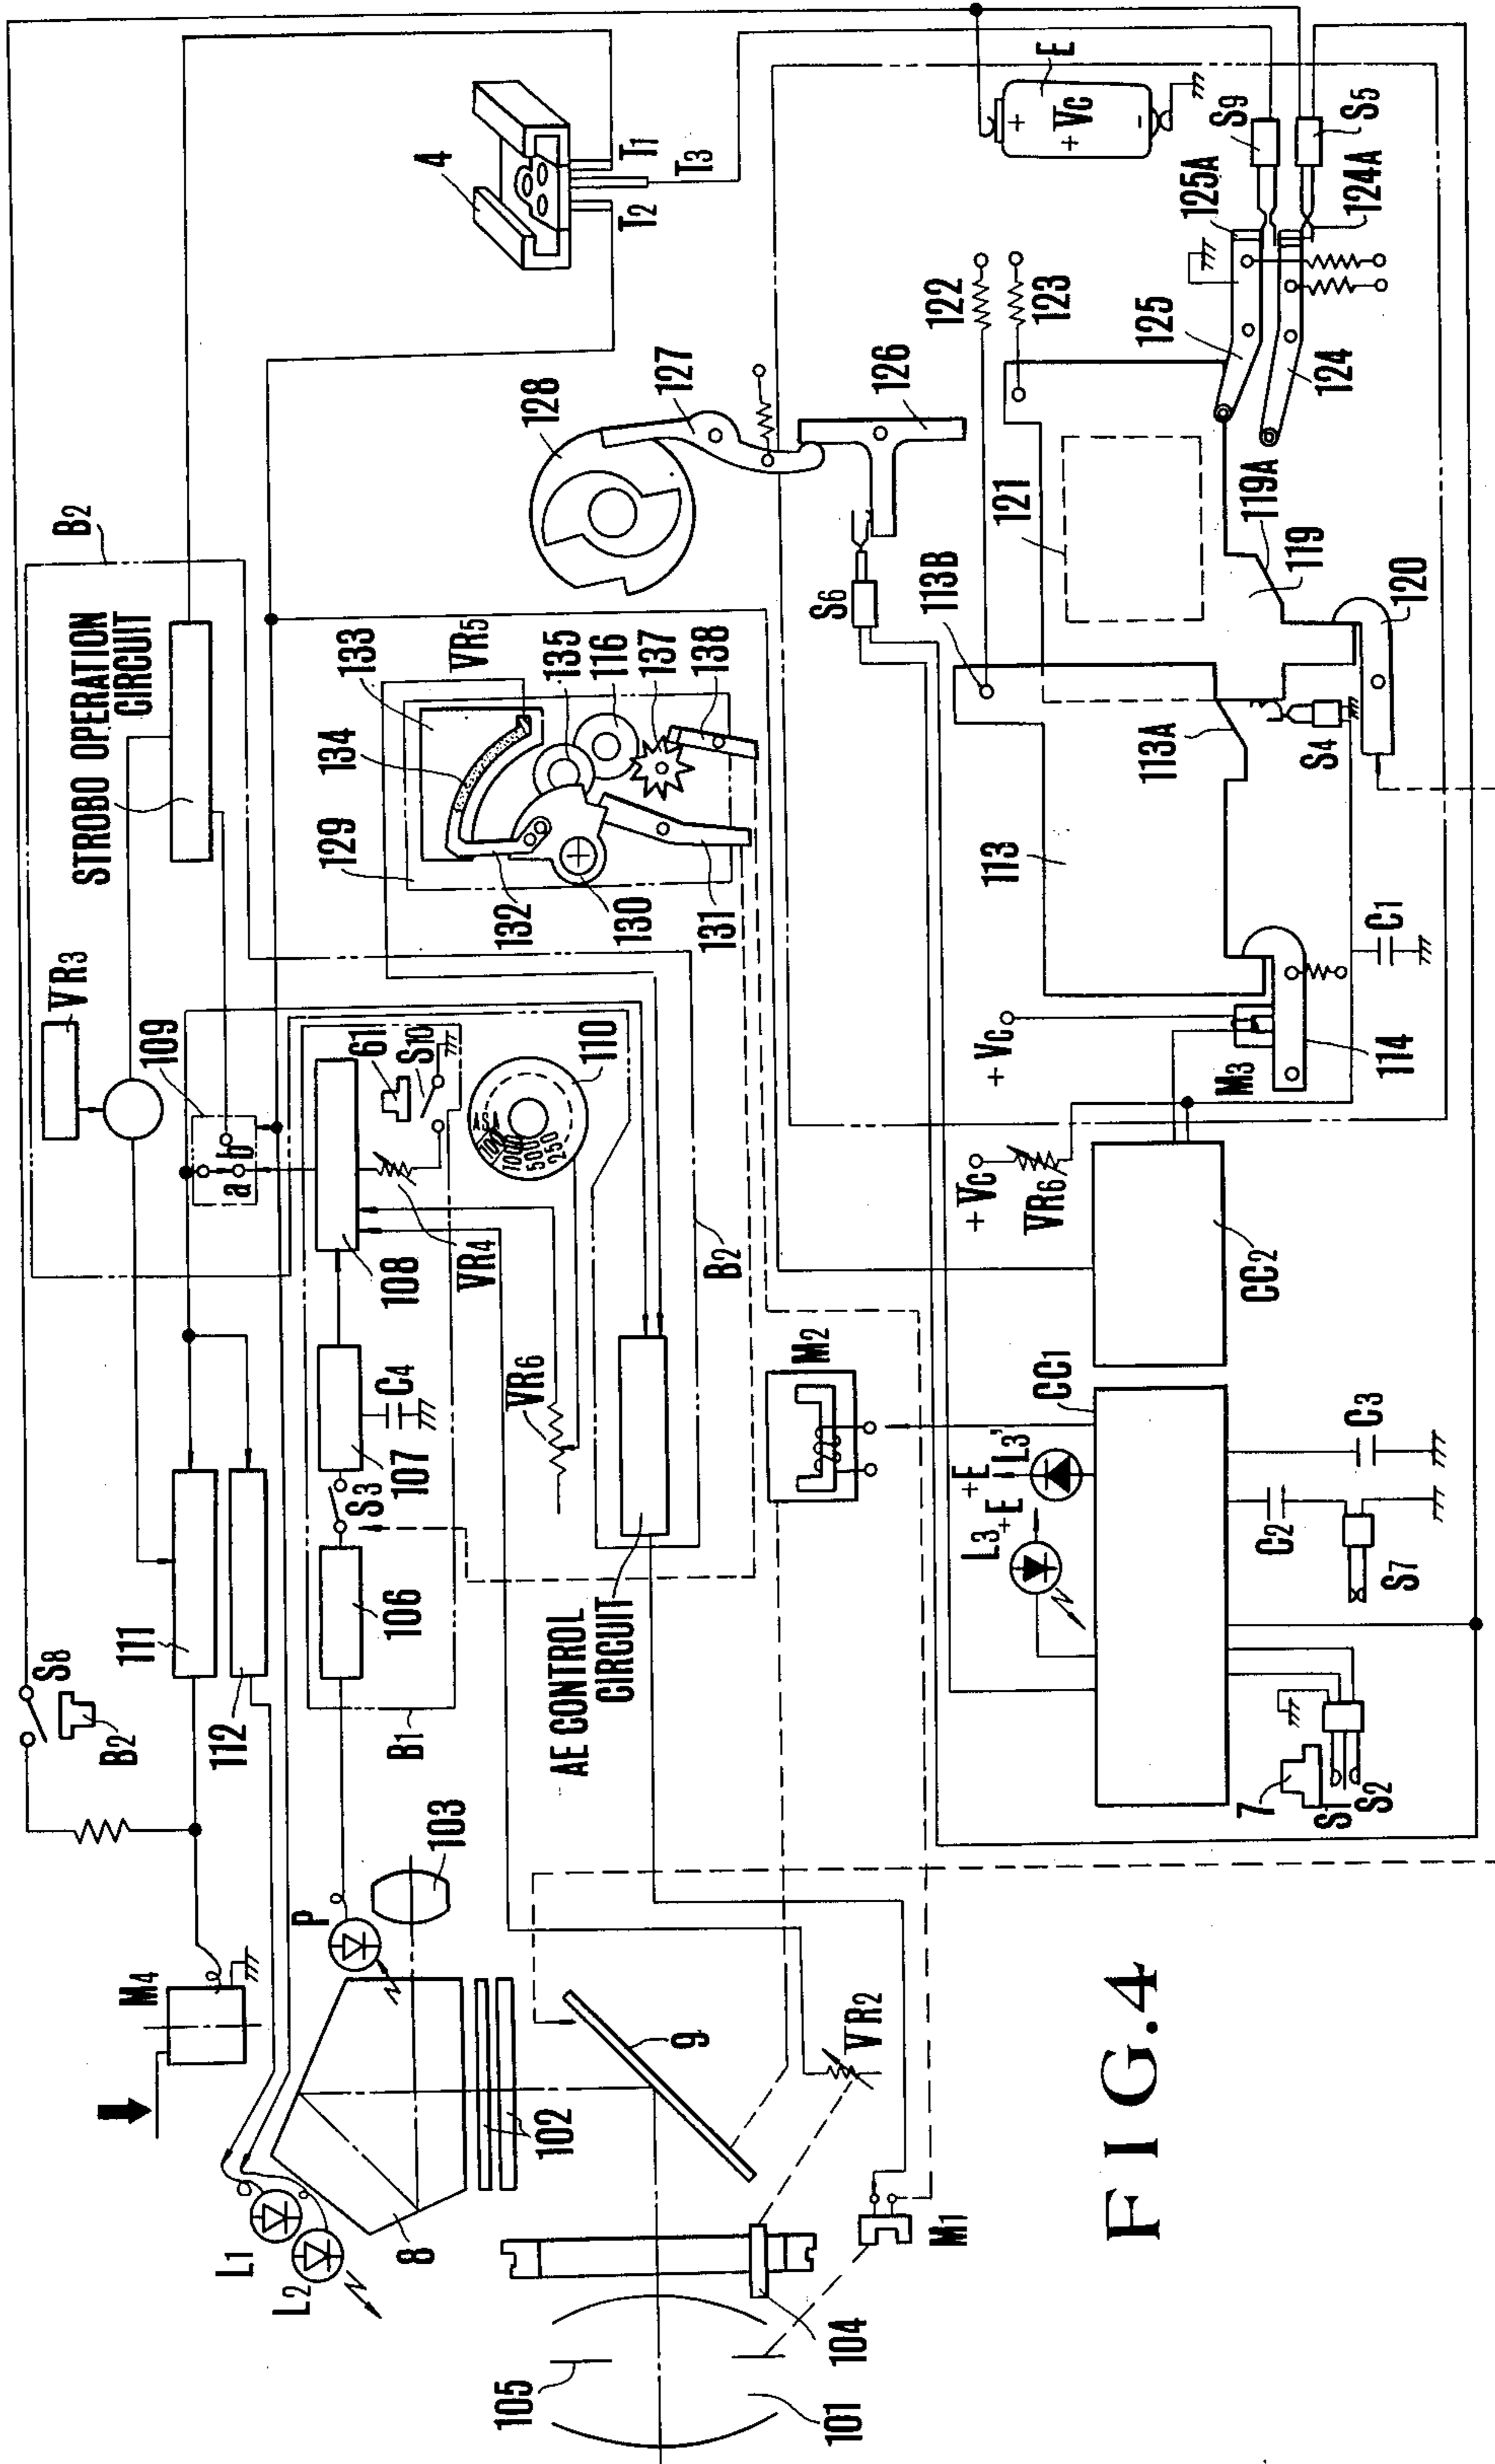 FIG.4
M4
S8
B2
L1
L2
P
111
112
VR3
109
a
b
STROBO OPERATION
CIRCUIT
B2
4
T1
T2
T3
8
102
103
B1
106
S3
107
C4
108
VR4
61
S10
ASA
1000
500
250
110
VR6
AE CONTROL
CIRCUIT
B2
129
134
133
VR5
135
116
137
138
132
130
131
128
127
126
S6
105
101
104
9
VR2
M1
M2
7
S1
S2
L3
+E
L3'
+E
CC1
C2
S7
C3
CC2
+VC
VR6
+VC
M3
114
C1
113
113A
113B
S4
120
119
119A
121
122
123
124
125
125A
124A
S9
S5
E
+
+VC
-